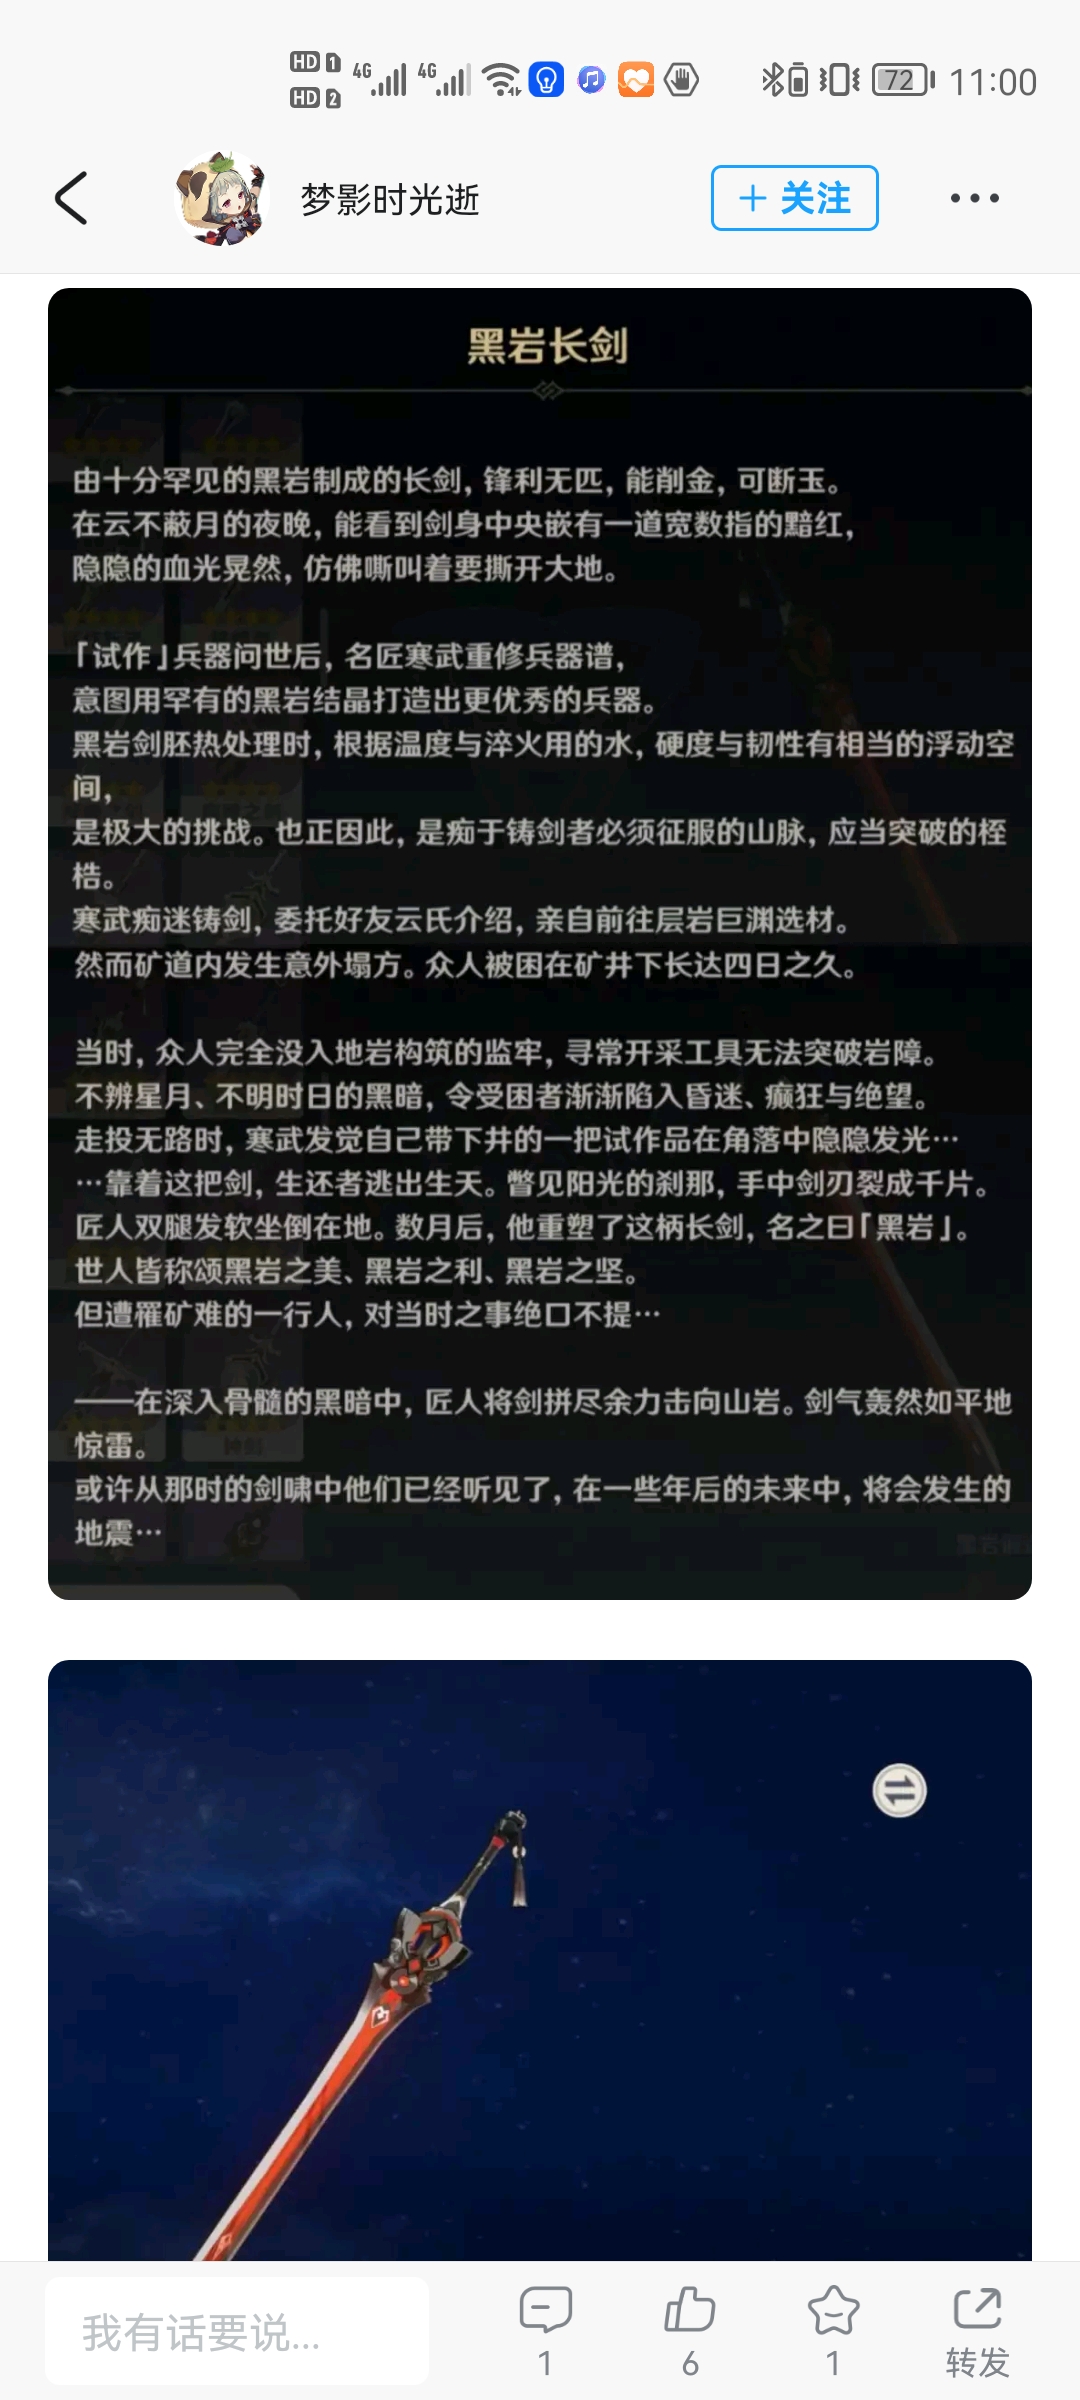 HD 1
HD 2
4G
4G
72
11:00
梦影时光逝
+ 关注
黑岩长剑
由十分罕见的黑岩制成的长剑，锋利无匹，能削金，可断玉。
在云不蔽月的夜晚，能看到剑身中央嵌有一道宽数指的黯红，
隐隐的血光晃然，仿佛嘶叫着要撕开大地。
「试作」兵器问世后，名匠寒武重修兵器谱，
意图用罕有的黑岩结晶打造出更优秀的兵器。
黑岩剑胚热处理时，根据温度与淬火用的水，硬度与韧性有相当的浮动空
间，
是极大的挑战。也正因此，是痴于铸剑者必须征服的山脉，应当突破的桎
梏。
寒武痴迷铸剑，委托好友云氏介绍，亲自前往层岩巨渊选材。
然而矿道内发生意外塌方。众人被困在矿井下长达四日之久。
当时，众人完全没入地岩构筑的监牢，寻常开采工具无法突破岩障。
不辨星月、不明时日的黑暗，令受困者渐渐陷入昏迷、癫狂与绝望。
走投无路时，寒武发觉自己带下井的一把试作品在角落中隐隐发光…
…靠着这把剑，生还者逃出生天。瞥见阳光的刹那，手中剑刃裂成千片。
匠人双腿发软坐倒在地。数月后，他重塑了这柄长剑，名之曰「黑岩」。
世人皆称颂黑岩之美、黑岩之利、黑岩之坚。
但遭罹矿难的一行人，对当时之事绝口不提…
——在深入骨髓的黑暗中，匠人将剑拼尽余力击向山岩。剑气轰然如平地
惊雷。
或许从那时的剑啸中他们已经听见了，在一些年后的未来中，将会发生的
地震…
我有话要说...
1
6
1
转发